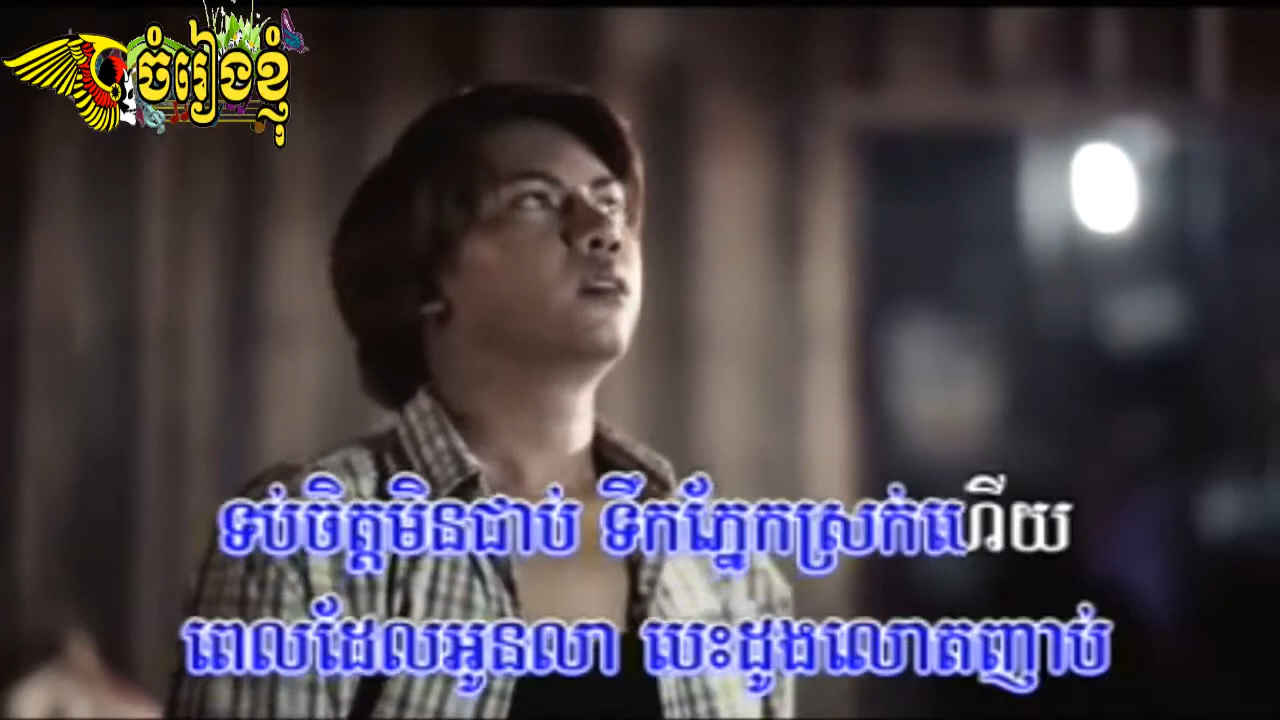 ចំរៀងខ្ញុំ
ទប់ចិត្តមិនជាប់ ទឹកភ្នែកស្រក់ហើយ
ពេលដែលអូនលា បេះដូងលោតញាប់